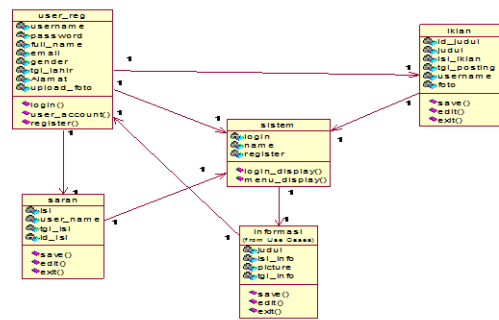 user_reg
username
password
full_name
email
gender
tgl_lahir
Alamat
upload_foto
login()
user_account()
register()
iklan
id_judul
judul
isi_iklan
tgl_posting
username
foto
save()
edit()
exit()
sistem
login
name
register
login_display()
menu_display()
saran
isi
user_name
tgl_isi
id_isi
save()
edit()
exit()
informasi
(from Use Cases)
judul
isi_info
picture
tgl_info
save()
edit()
exit()
1
1
1
1
1
1
1
1
1
1
1
1
1
1